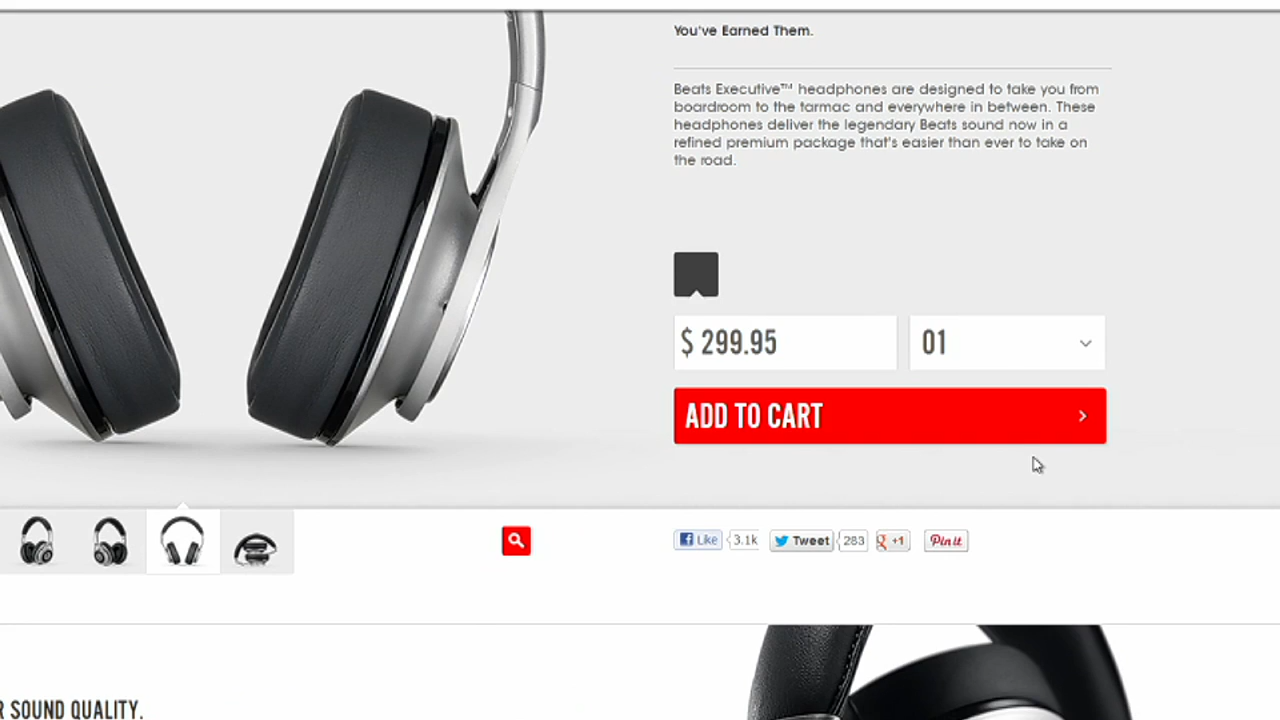 You've Earned Them.
Beats Executive™ headphones are designed to take you from
boardroom to the tarmac and everywhere in between. These
headphones deliver the legendary Beats sound now in a
refined premium package that's easier than ever to take on
the road.
$ 299.95
01
ADD TO CART
Like 3.1k Tweet 283 +1 Pin it
SOUND QUALITY.